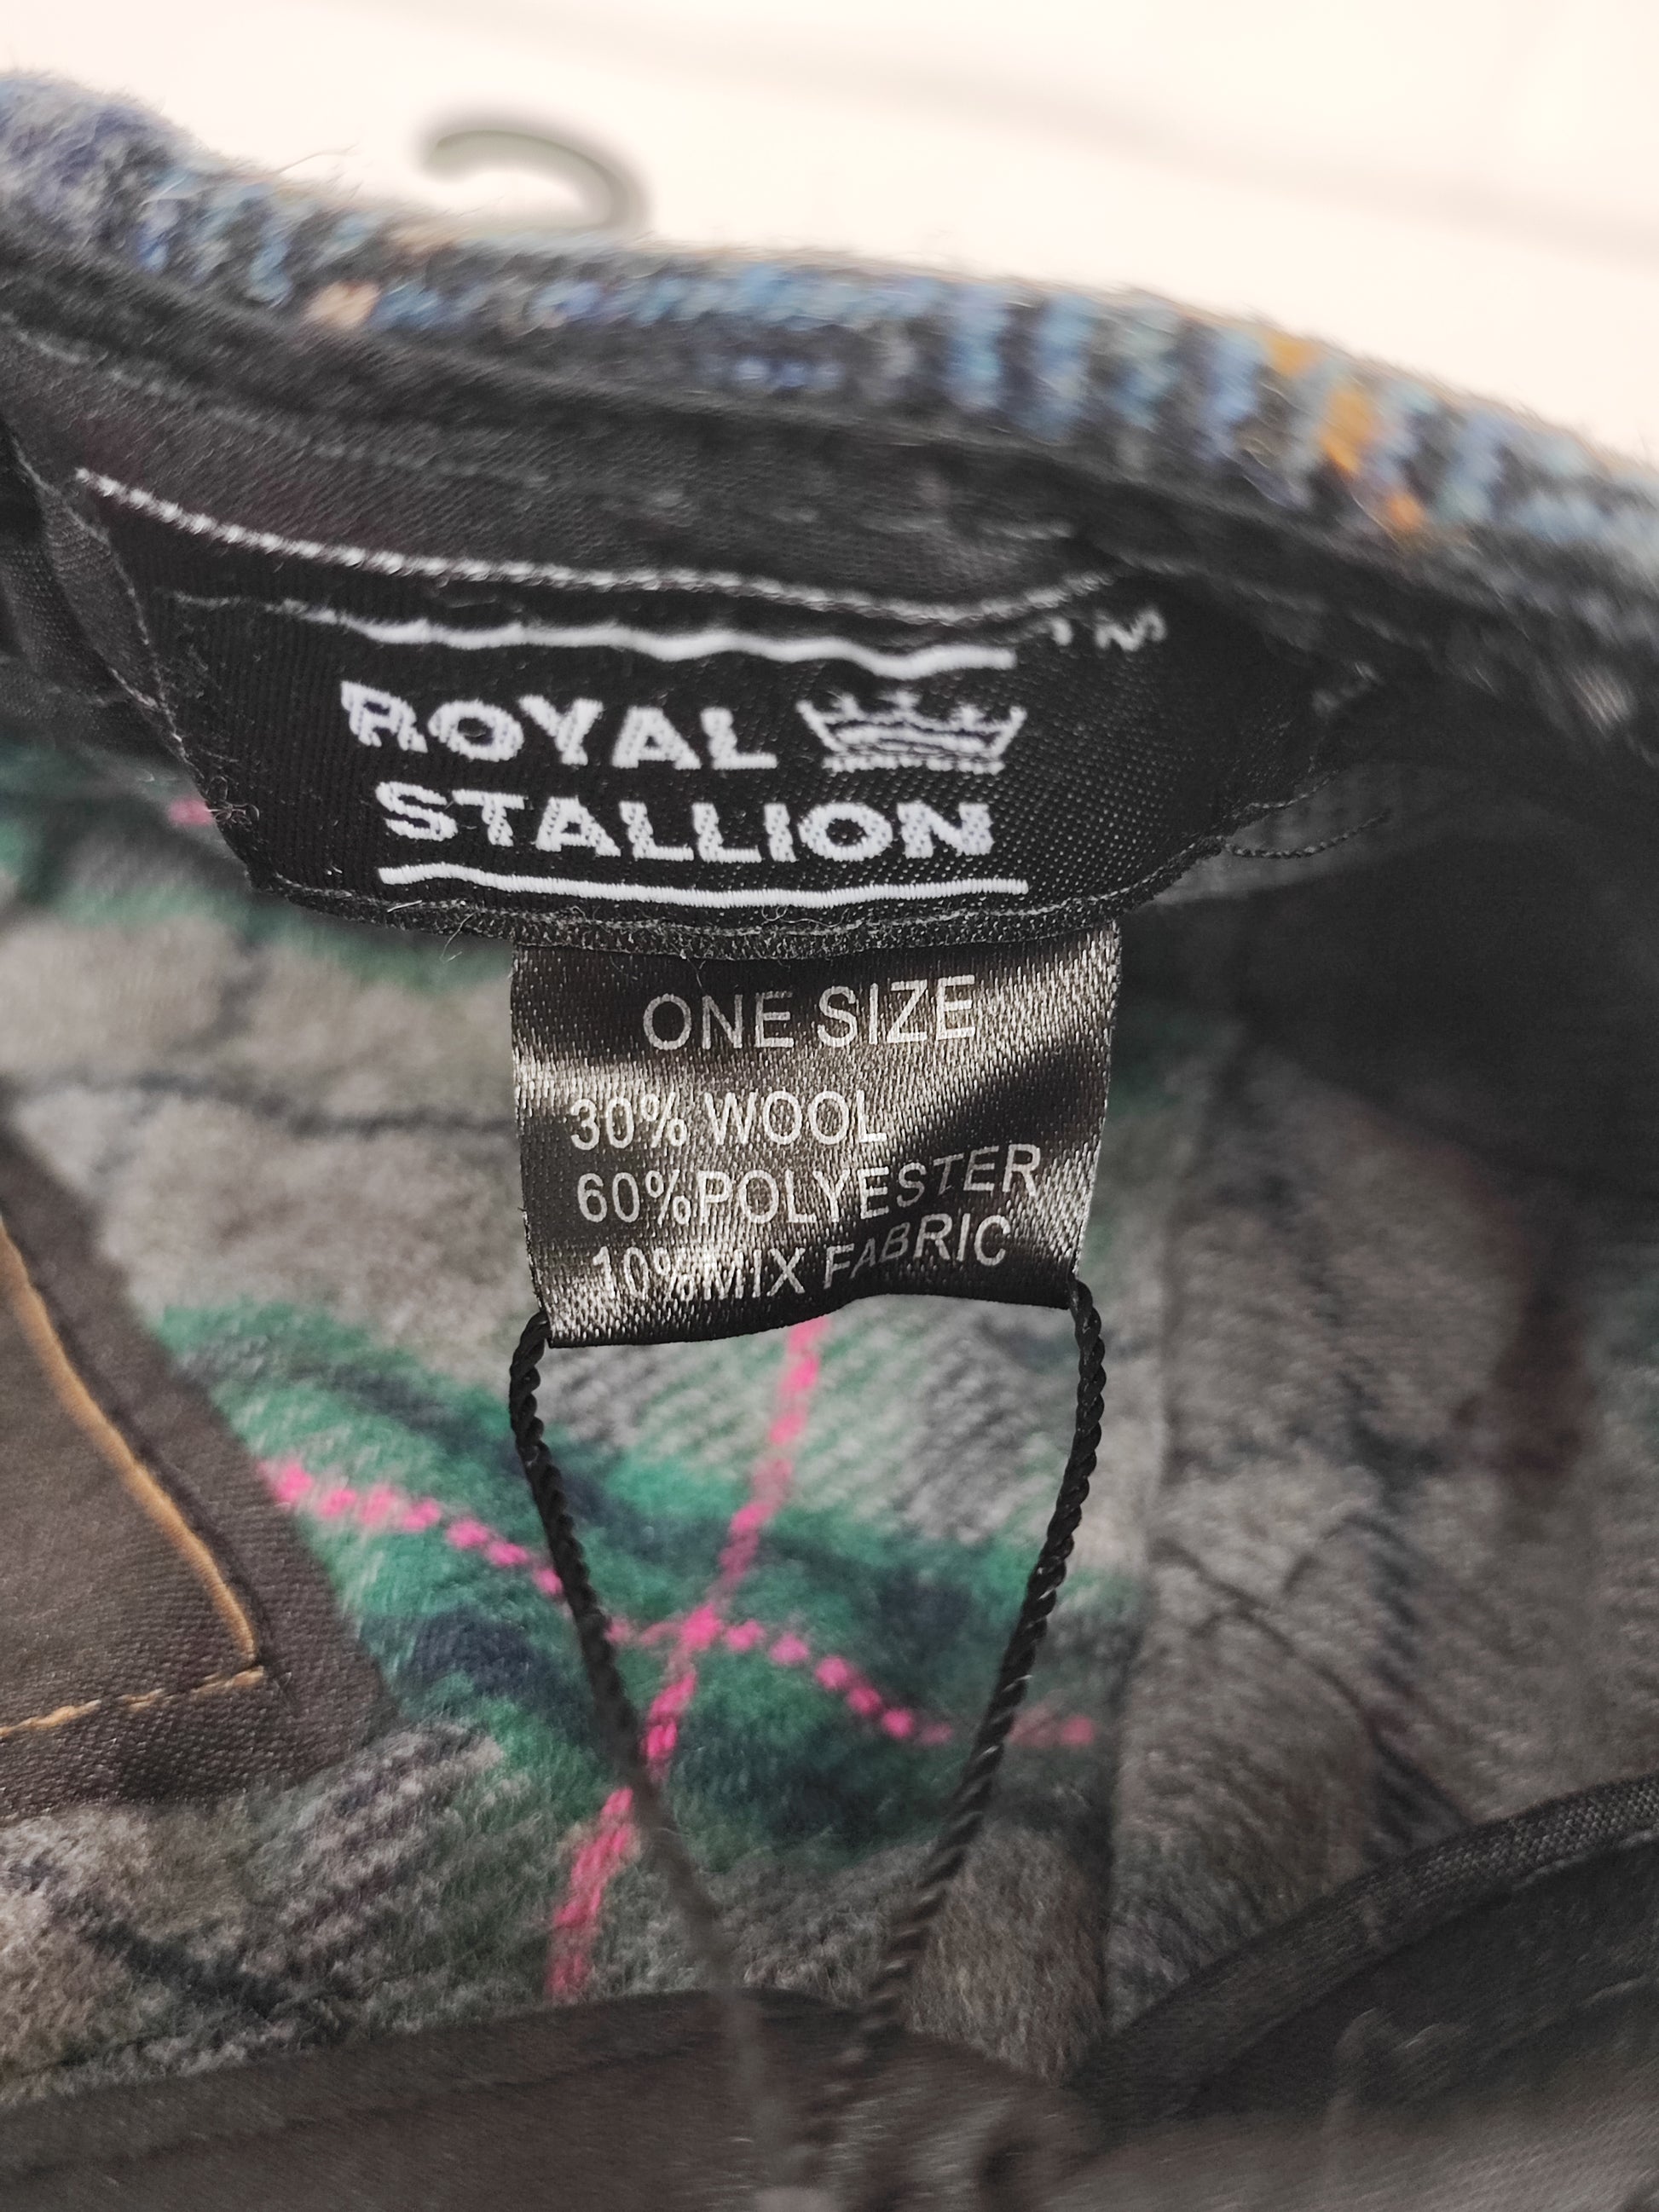 ROYAL
STALLION
ONE SIZE
30% WOOL
60%POLYESTER
10%MIX FABRIC